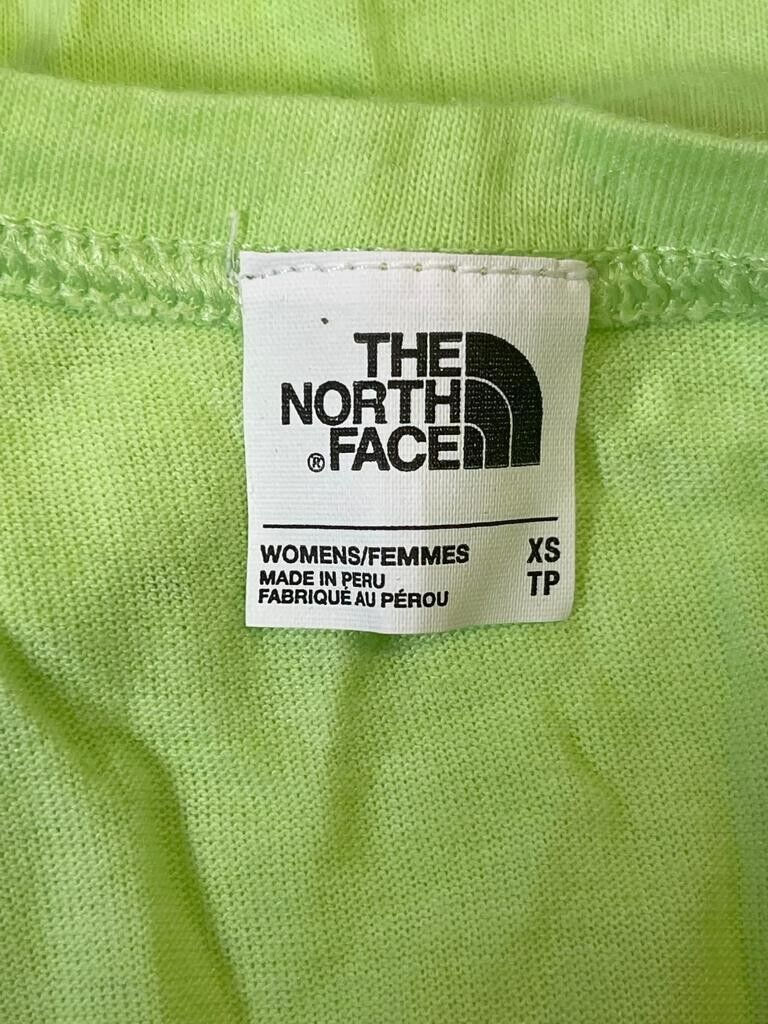 THE
NORTH
® FACE
WOMENS/FEMMES XS
MADE IN PERU TP
FABRIQUÉ AU PÉROU